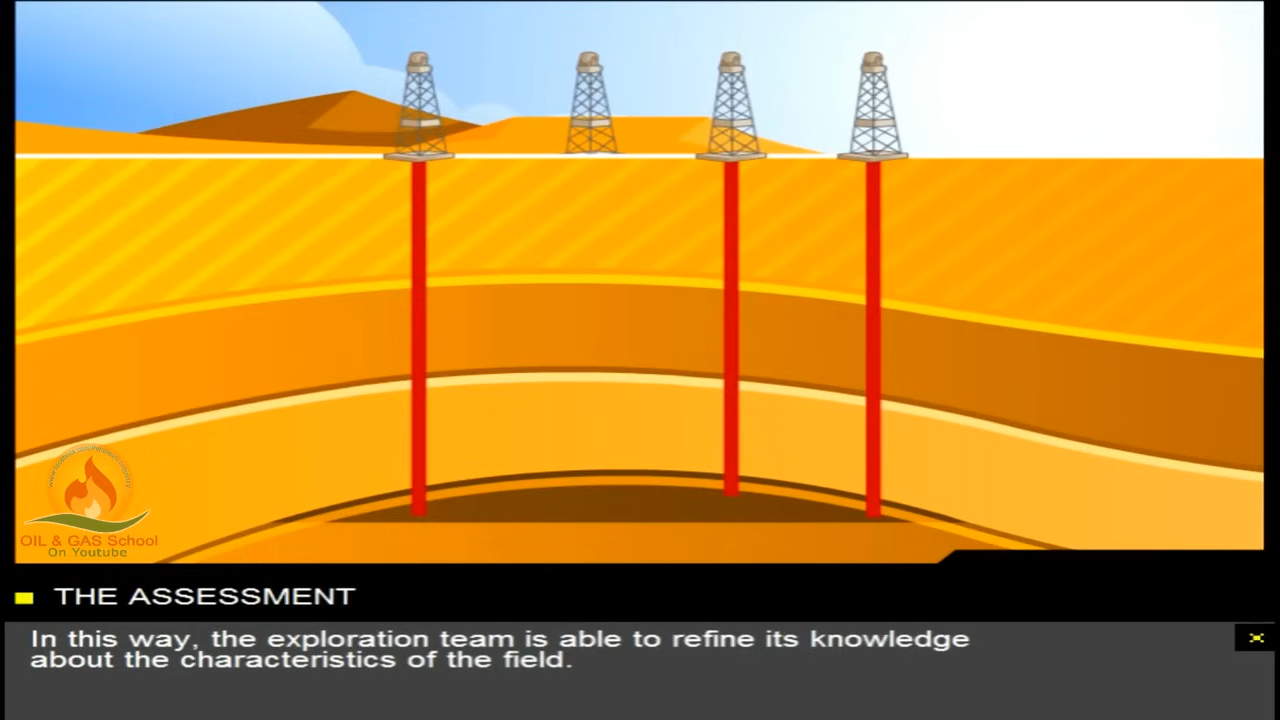 OIL & GAS School
On Youtube
THE ASSESSMENT
In this way, the exploration team is able to refine its knowledge
about the characteristics of the field.